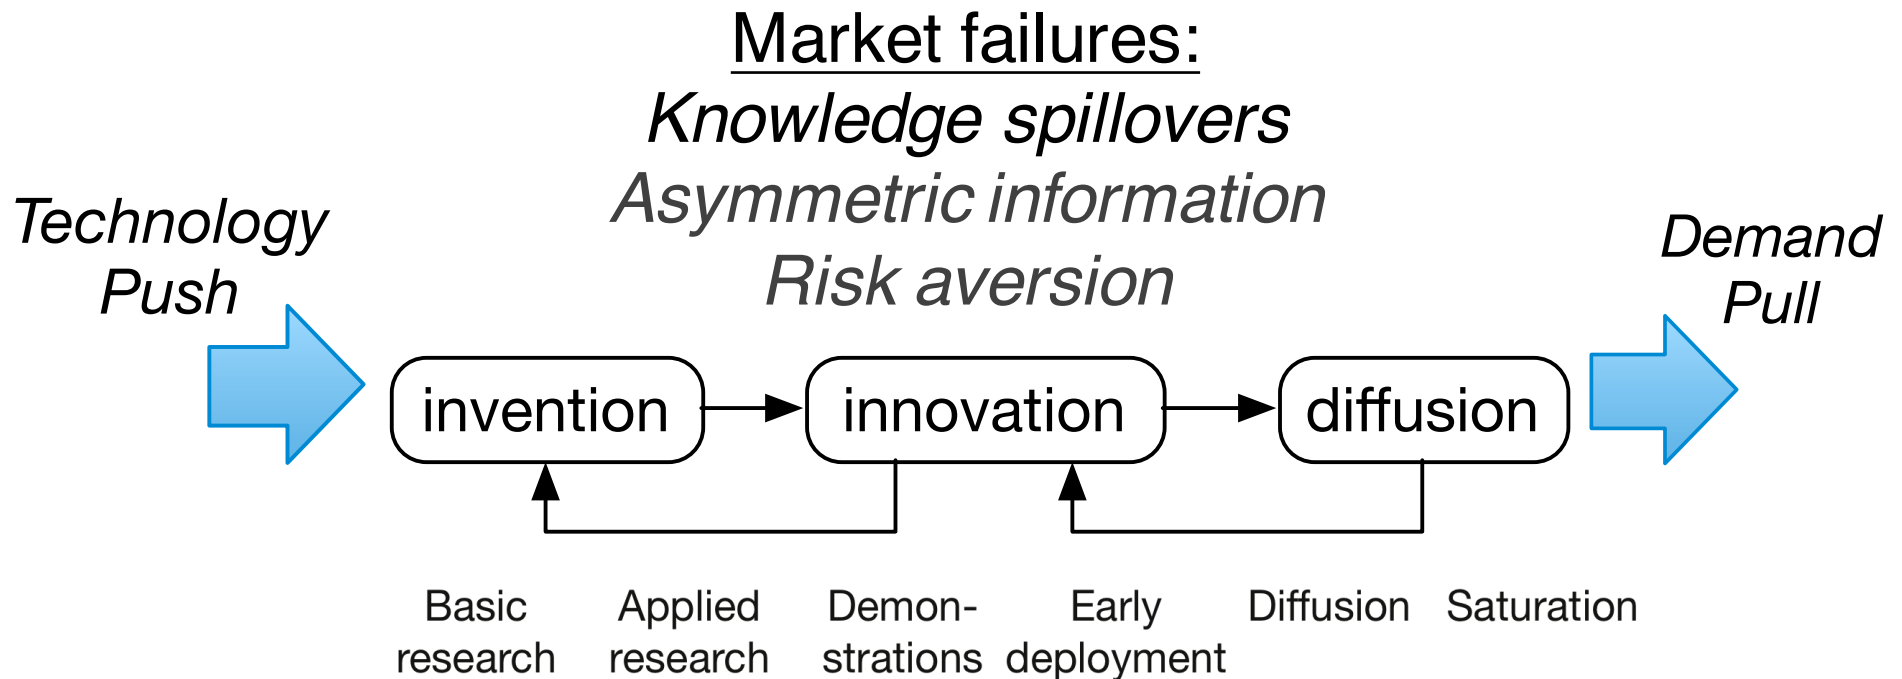 Market failures:
Knowledge spillovers
Asymmetric information
Risk aversion
Technology
Push
Demand
Pull
invention
innovation
diffusion
Basic
research
Applied
research
Demon-
strations
Early
deployment
Diffusion
Saturation